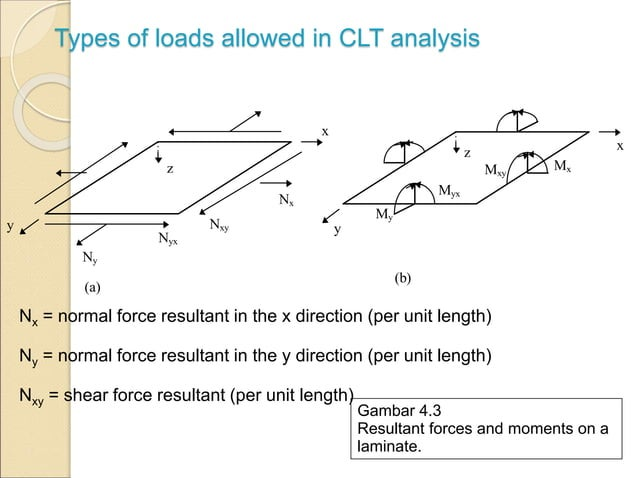 Types of loads allowed in CLT analysis
x
z
y
Nx
Nxy
Nyx
Ny
(a)
x
z
Mx
Mxy
Myx
My
y
(b)
Nx = normal force resultant in the x direction (per unit length)
Ny = normal force resultant in the y direction (per unit length)
Nxy = shear force resultant (per unit length)
Gambar 4.3
Resultant forces and moments on a
laminate.